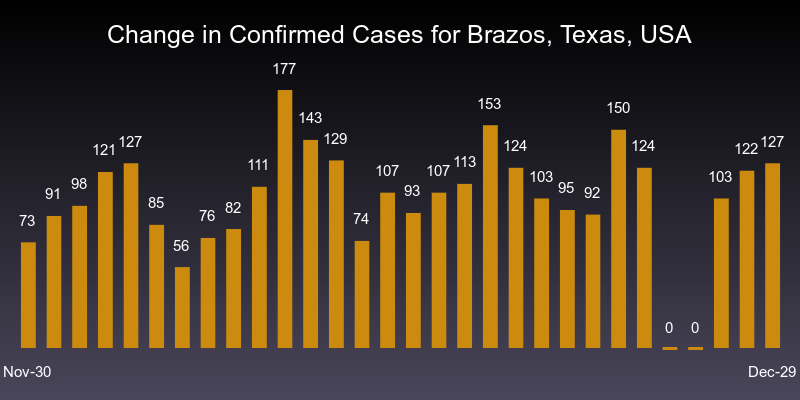 Change in Confirmed Cases for Brazos, Texas, USA
73 91 98 121 127 85 56 76 82 111 177 143 129 74 107 93 107 113 153 124 103 95 92 150 124 0 0 103 122 127
Nov-30 Dec-29